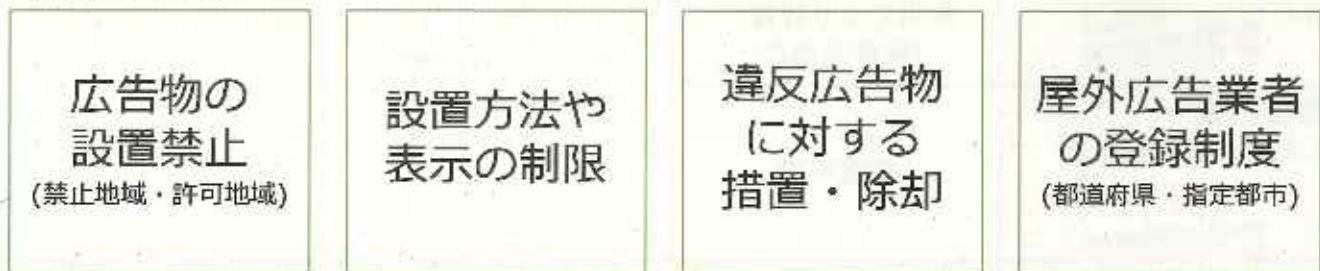 広告物の
設置禁止
(禁止地域・許可地域)
設置方法や
表示の制限
違反広告物
に対する
措置・除却
屋外広告業者
の登録制度
(都道府県・指定都市)